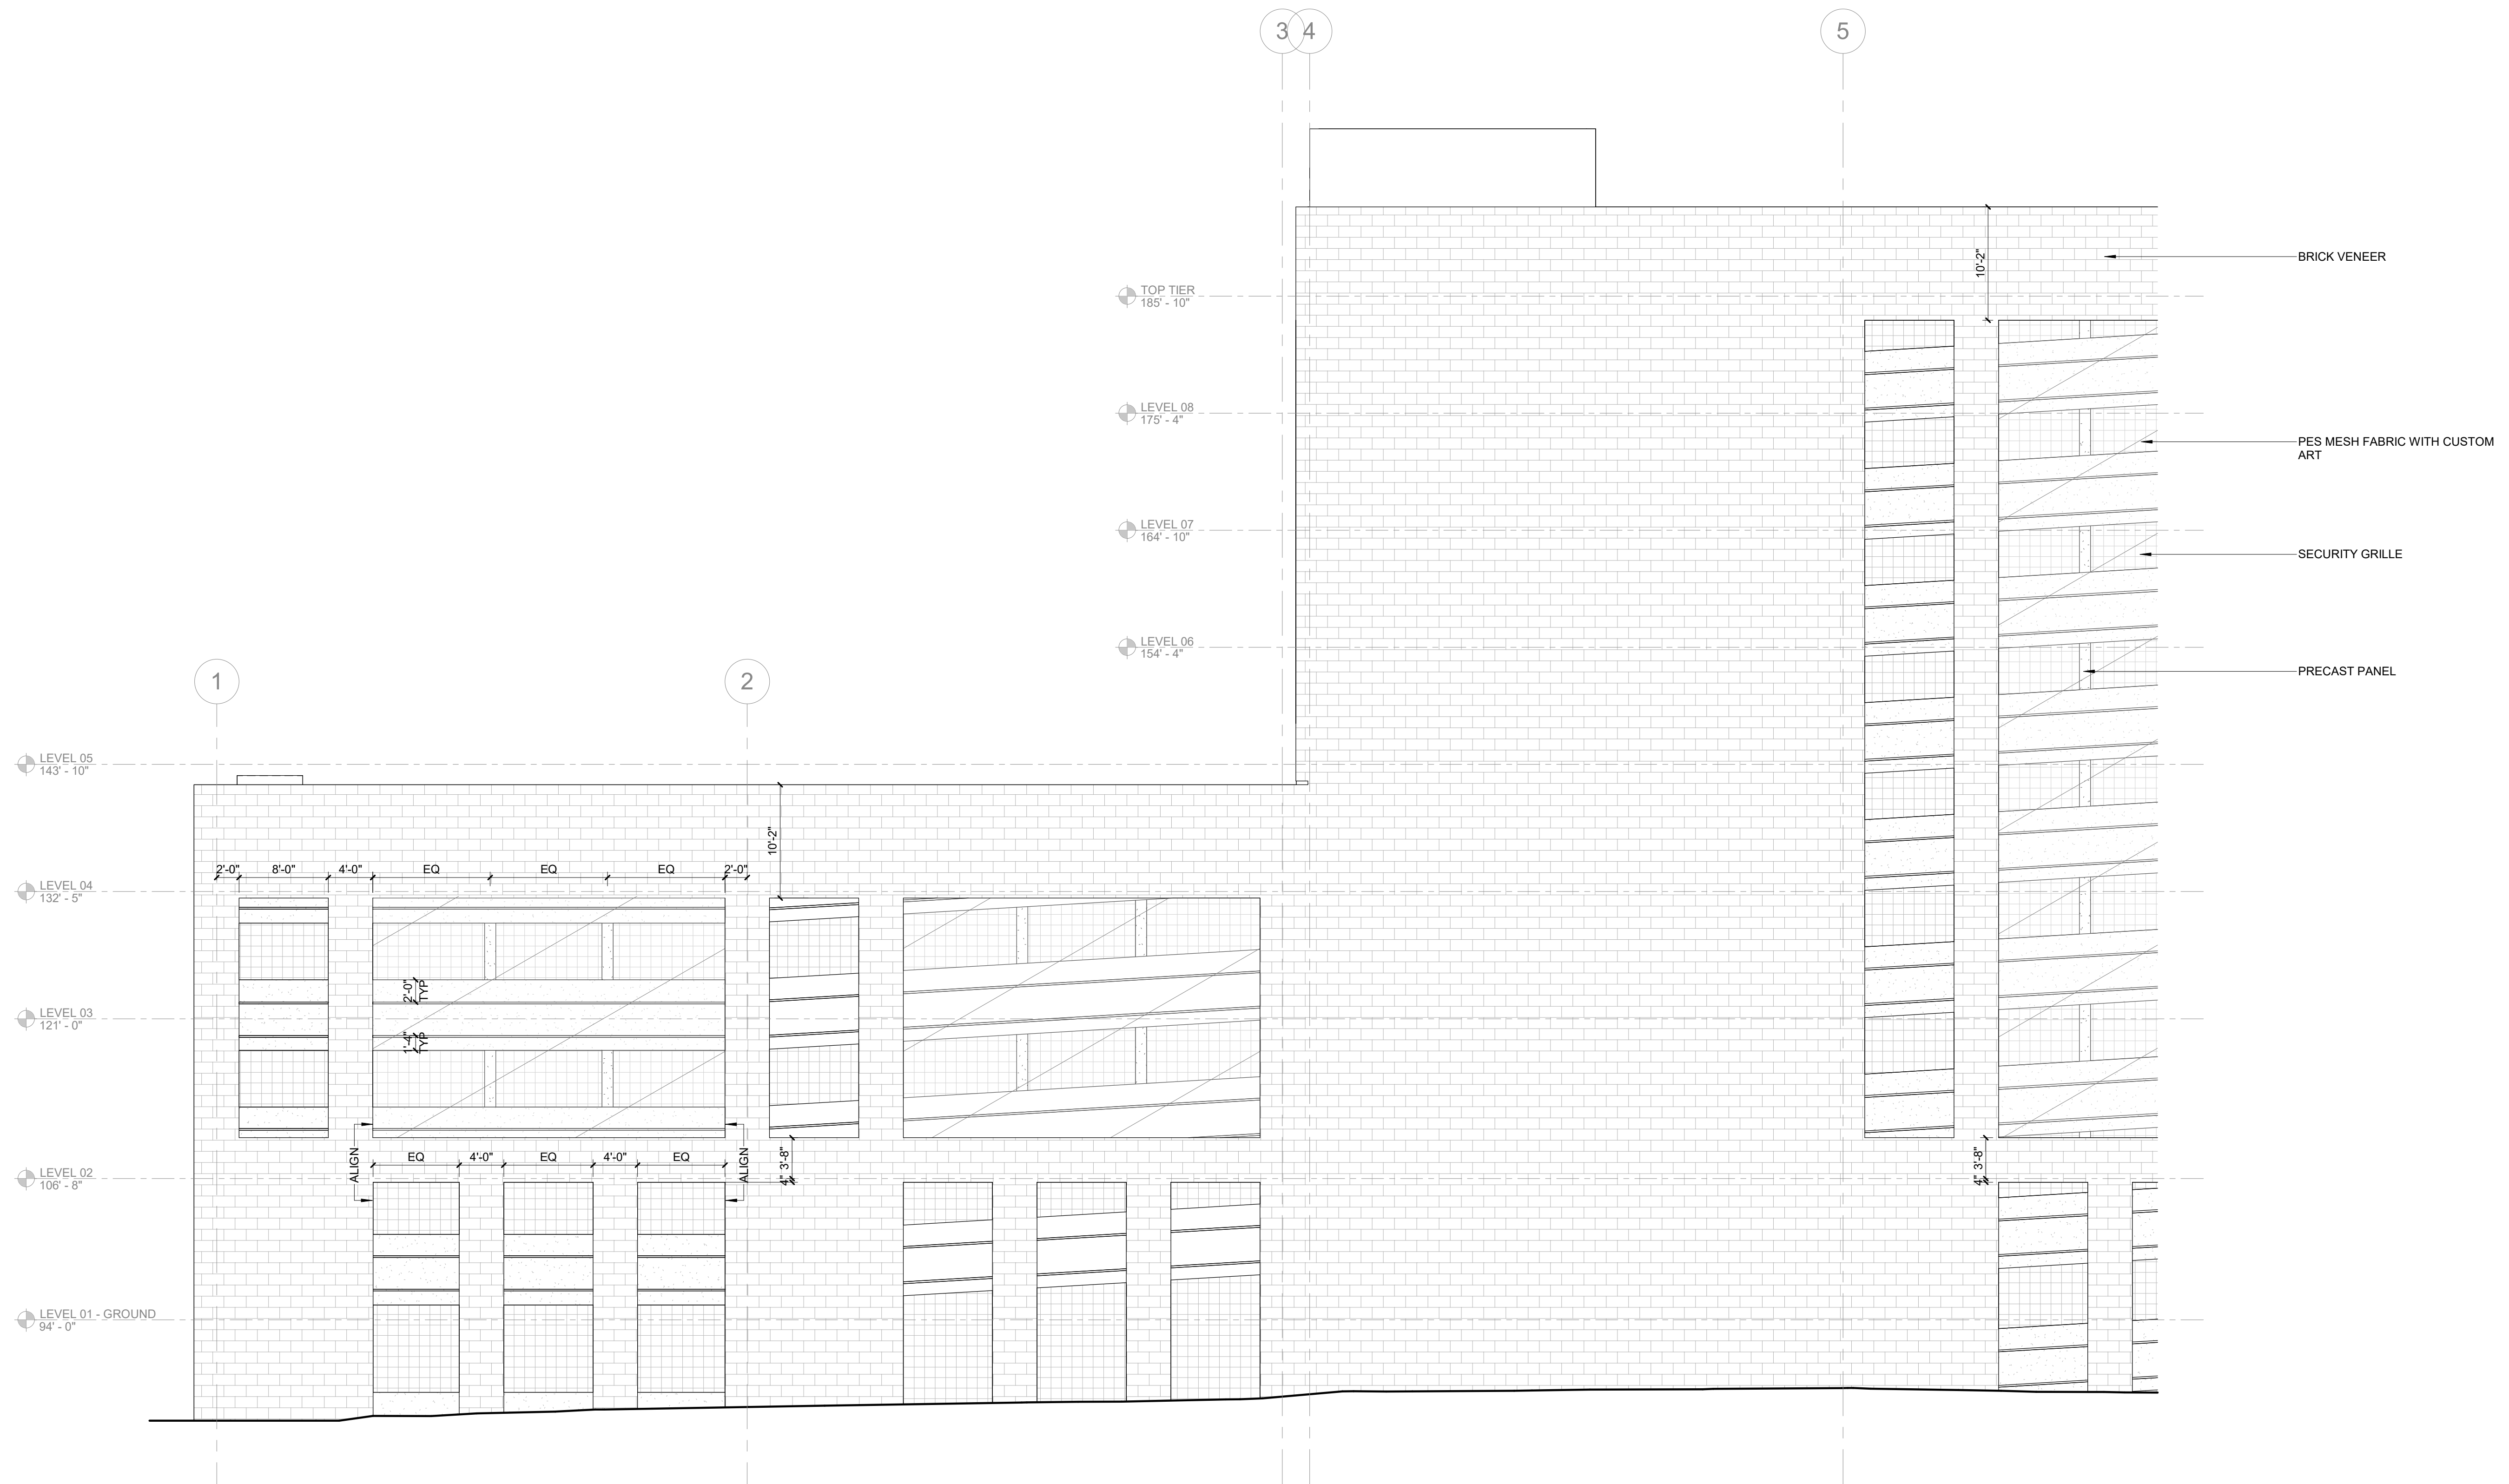 3
4
5
BRICK VENEER
10'-2"
TOP TIER
185' - 10"
LEVEL 08
175' - 4"
PES MESH FABRIC WITH CUSTOM
ART
LEVEL 07
164' - 10"
SECURITY GRILLE
LEVEL 06
154' - 4"
PRECAST PANEL
1
2
LEVEL 05
143' - 10"
10'-2"
2'-0"
8'-0"
4'-0"
EQ
EQ
EQ
2'-0"
LEVEL 04
132' - 5"
2'-0"
TYP
LEVEL 03
121' - 0"
1'-4"
TYP
ALIGN
EQ
4'-0"
EQ
4'-0"
EQ
ALIGN
4" 3'-8"
4" 3'-8"
LEVEL 02
106' - 8"
LEVEL 01 - GROUND
94' - 0"